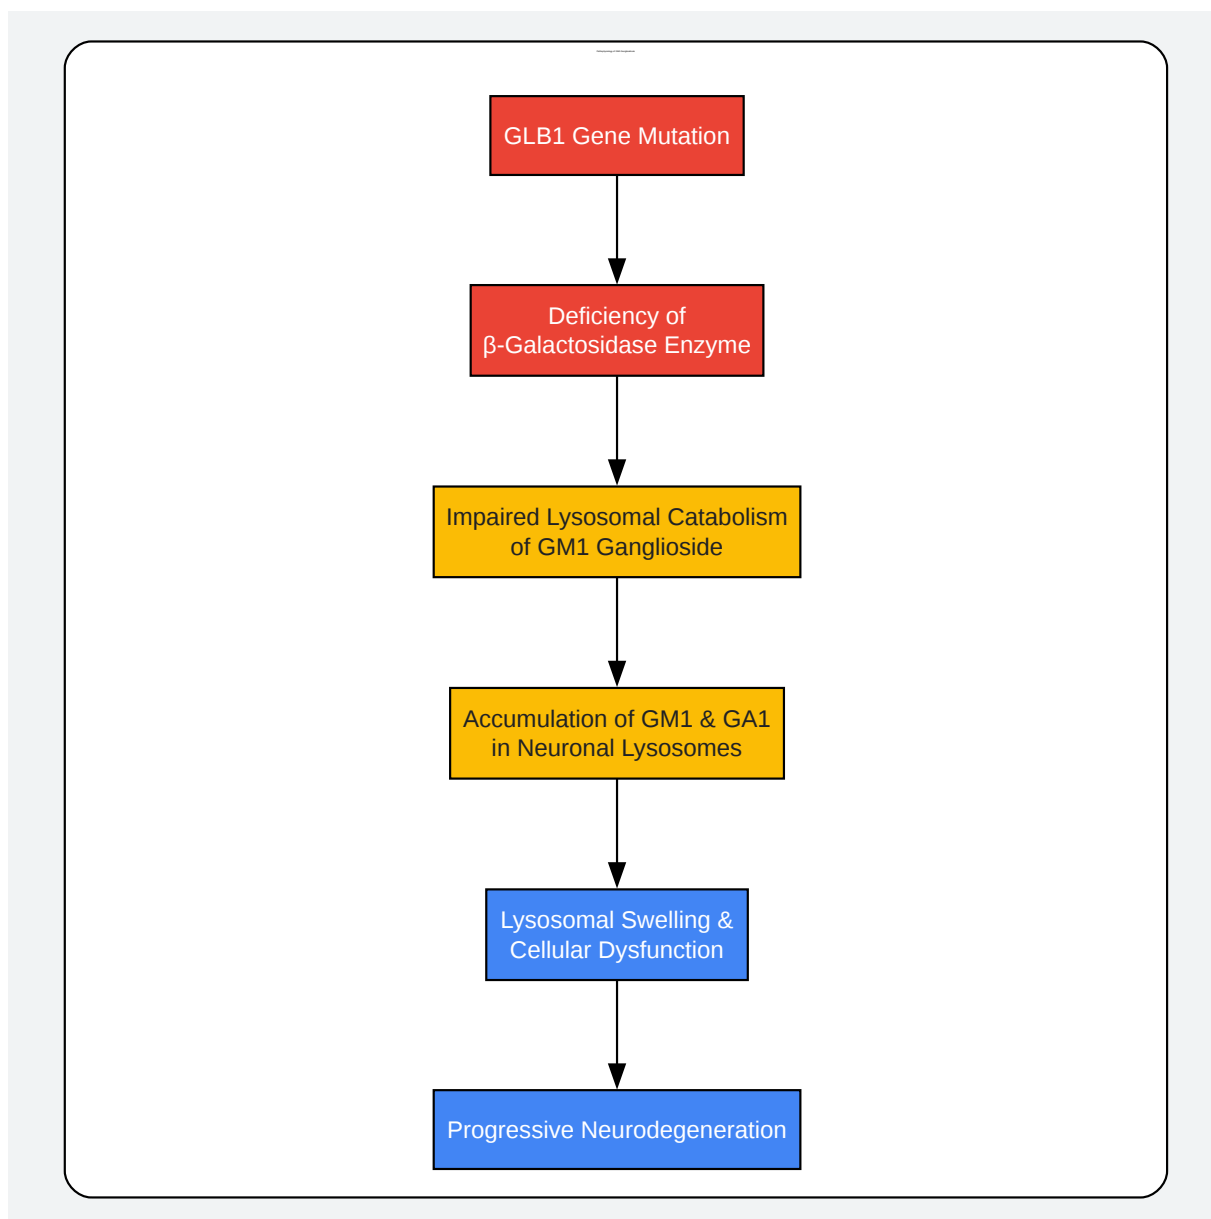 GLB1 Gene Mutation
Deficiency of
β-Galactosidase Enzyme
Impaired Lysosomal Catabolism
of GM1 Ganglioside
Accumulation of GM1 & GA1
in Neuronal Lysosomes
Lysosomal Swelling &
Cellular Dysfunction
Progressive Neurodegeneration